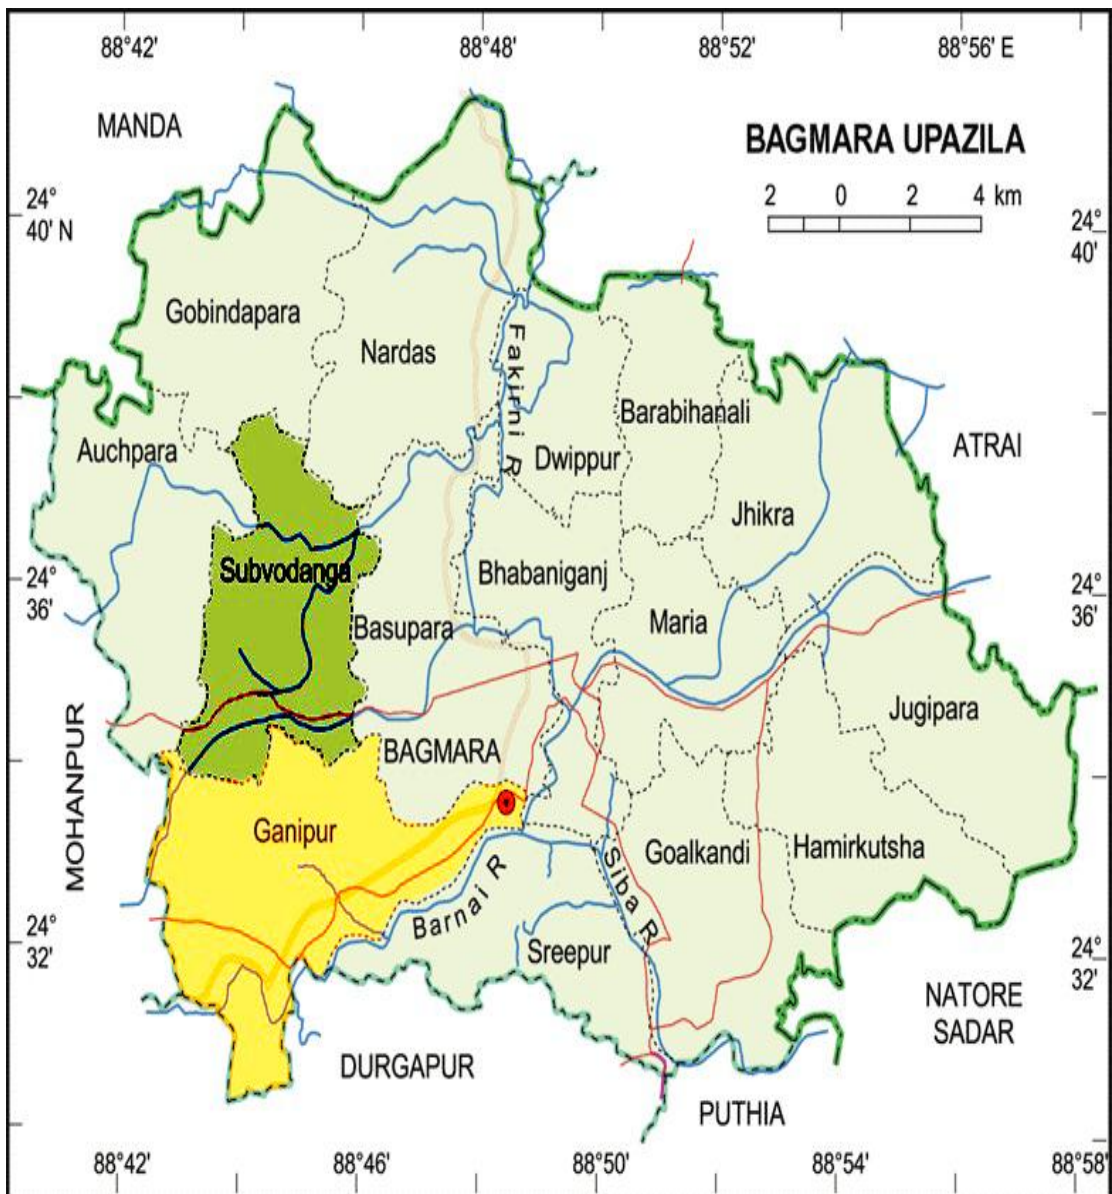 88°42'
88°48'
88°52'
88°56' E
MANDA
BAGMARA UPAZILA
2 0 2 4 km
24°
40' N
24°
40'
Gobindapara
Nardas
Fakirni R
Barabihanali
Auchpara
Dwippur
ATRAI
Jhikra
Subvodanga
Bhabaniganj
24°
36'
24°
36'
Basupara
Maria
Jugipara
MOHANPUR
BAGMARA
Ganipur
Goalkandi
Hamirkutsha
Barnai R
Siba R
Sreepur
24°
32'
24°
32'
NATORE
SADAR
DURGAPUR
PUTHIA
88°42'
88°46'
88°50'
88°54'
88°58'